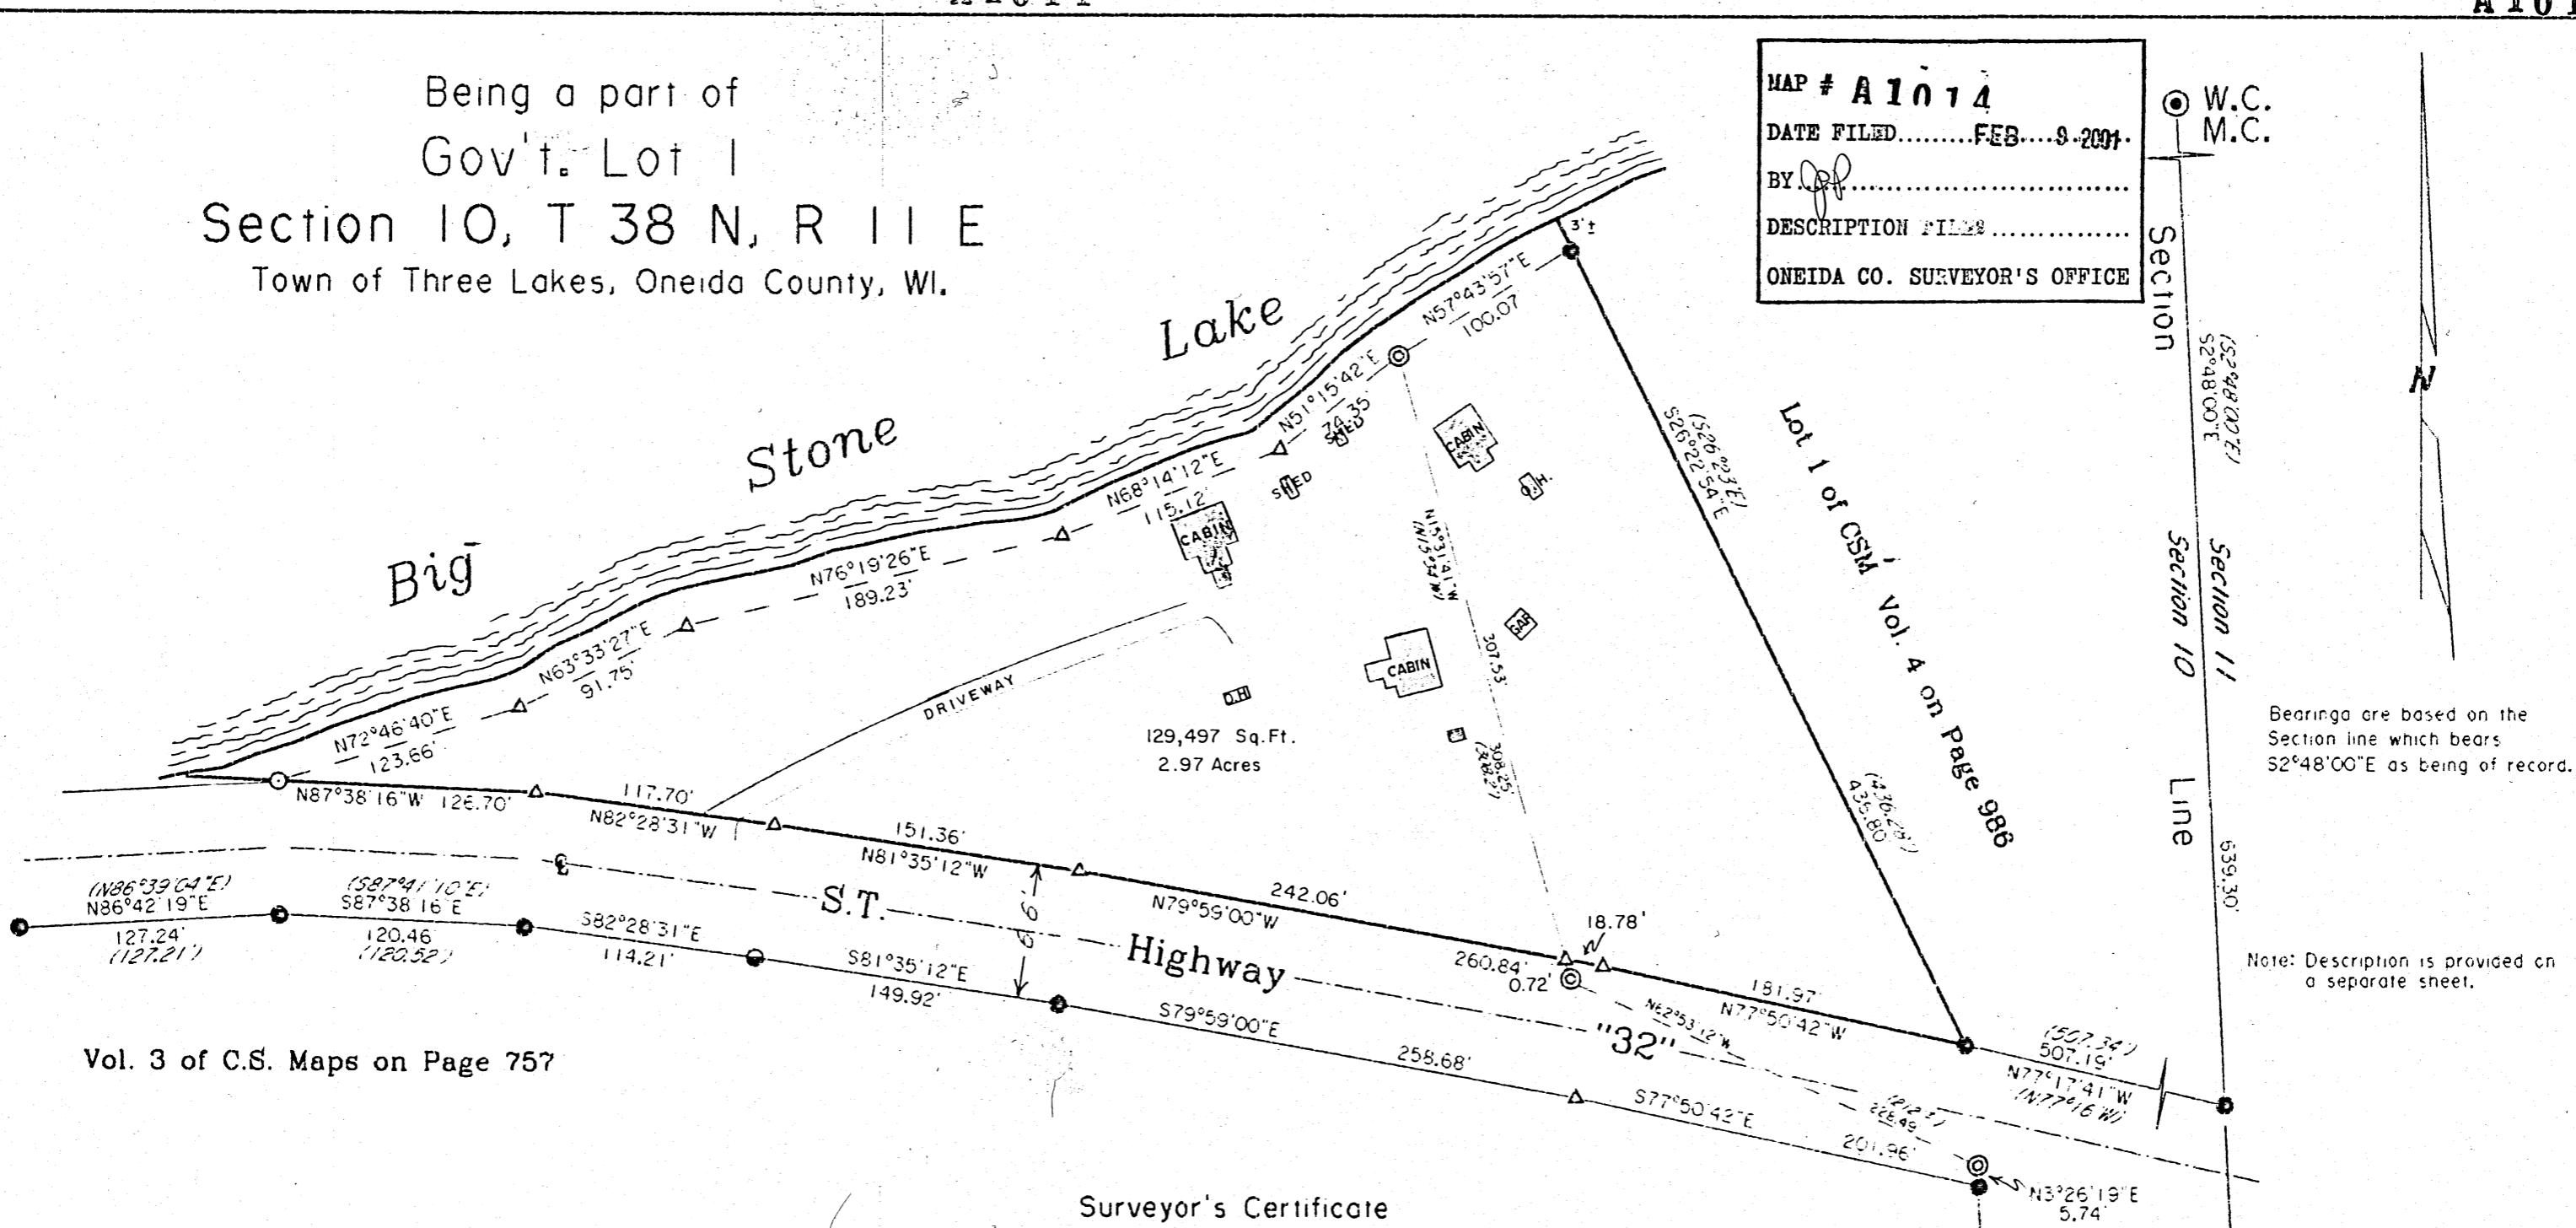 Being a part of
Gov't. Lot 1
Section 10, T 38 N, R 11 E
Town of Three Lakes, Oneida County, WI.
MAP # A1014
DATE FILED.........FEB....9.2001.
BY
DESCRIPTION FILED
ONEIDA CO. SURVEYOR'S OFFICE
W.C.
M.C.
Big Stone Lake
3'±
N57°43'57"E
100.07
N51°15'42"E
74.35'
SHED
N68°14'12"E
115.12'
SHED
CABIN
CABIN
O.H.
N76°19'26"E
189.23'
N63°33'27"E
91.75'
N72°46'40"E
123.66'
N15°31'41"W
(N15°34'W)
307.53'
308.25'
GAR
CABIN
O.H.
DRIVEWAY
129,497 Sq.Ft.
2.97 Acres
(S26°23'E)
S26°22'54"E
(436.28')
435.80
Lot 1 of CSM Vol. 4 on Page 986
Section Line
(S2°48'00"E)
S2°48'00"E
Section 11
Section 10
639.30'
N
Bearings are based on the
Section line which bears
S2°48'00"E as being of record.
Note: Description is provided on
a separate sheet.
N87°38'16"W 126.70'
117.70'
N82°28'31"W
151.36'
N81°35'12"W
242.06'
N79°59'00"W
18.78'
260.84'
0.72'
181.97'
N77°50'42"W
N62°53'12"W
228.49
(507.34')
507.19'
N77°17'41"W
(N77°16'W)
S.T. Highway "32"
66'
(N86°39'04"E)
N86°42'19"E
127.24'
(127.21')
(S87°41'10"E)
S87°38'16"E
120.46
(120.52')
S82°28'31"E
114.21'
S81°35'12"E
149.92'
S79°59'00"E
258.68'
S77°50'42"E
201.96'
N3°26'19"E
5.74'
Vol. 3 of C.S. Maps on Page 757
Surveyor's Certificate